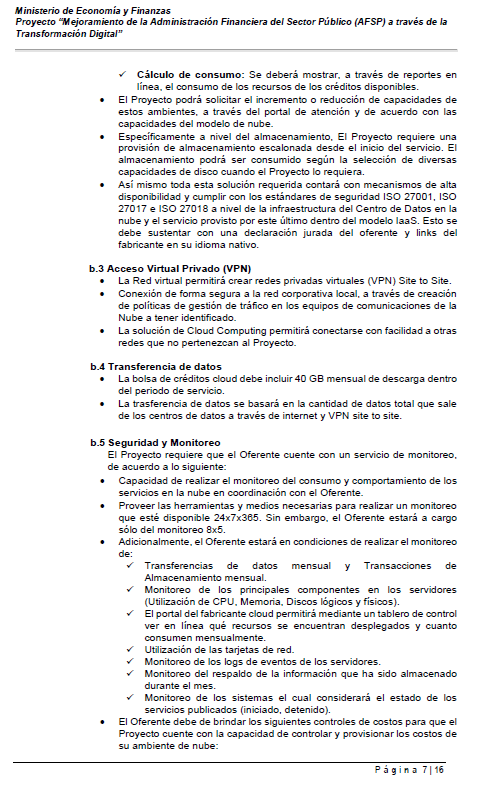 Ministerio de Economía y Finanzas
Proyecto “Mejoramiento de la Administración Financiera del Sector Público (AFSP) a través de la
Transformación Digital”
✓ Cálculo de consumo: Se deberá mostrar, a través de reportes en
línea, el consumo de los recursos de los créditos disponibles.
• El Proyecto podrá solicitar el incremento o reducción de capacidades de
estos ambientes, a través del portal de atención y de acuerdo con las
capacidades del modelo de nube.
• Específicamente a nivel del almacenamiento, El Proyecto requiere una
provisión de almacenamiento escalonada desde el inicio del servicio. El
almacenamiento podrá ser consumido según la selección de diversas
capacidades de disco cuando el Proyecto lo requiera.
• Así mismo toda esta solución requerida contará con mecanismos de alta
disponibilidad y cumplir con los estándares de seguridad ISO 27001, ISO
27017 e ISO 27018 a nivel de la infraestructura del Centro de Datos en la
nube y el servicio provisto por este último dentro del modelo IaaS. Esto se
debe sustentar con una declaración jurada del oferente y links del
fabricante en su idioma nativo.
b.3 Acceso Virtual Privado (VPN)
• La Red virtual permitirá crear redes privadas virtuales (VPN) Site to Site.
• Conexión de forma segura a la red corporativa local, a través de creación
de políticas de gestión de tráfico en los equipos de comunicaciones de la
Nube a tener identificado.
• La solución de Cloud Computing permitirá conectarse con facilidad a otras
redes que no pertenezcan al Proyecto.
b.4 Transferencia de datos
• La bolsa de créditos cloud debe incluir 40 GB mensual de descarga dentro
del periodo de servicio.
• La trasferencia de datos se basará en la cantidad de datos total que sale
de los centros de datos a través de internet y VPN site to site.
b.5 Seguridad y Monitoreo
El Proyecto requiere que el Oferente cuente con un servicio de monitoreo,
de acuerdo a lo siguiente:
• Capacidad de realizar el monitoreo del consumo y comportamiento de los
servicios en la nube en coordinación con el Oferente.
• Proveer las herramientas y medios necesarias para realizar un monitoreo
que esté disponible 24x7x365. Sin embargo, el Oferente estará a cargo
sólo del monitoreo 8x5.
• Adicionalmente, el Oferente estará en condiciones de realizar el monitoreo
de:
✓ Transferencias de datos mensual y Transacciones de
Almacenamiento mensual.
✓ Monitoreo de los principales componentes en los servidores
(Utilización de CPU, Memoria, Discos lógicos y físicos).
✓ El portal del fabricante cloud permitirá mediante un tablero de control
ver en línea qué recursos se encuentran desplegados y cuanto
consumen mensualmente.
✓ Utilización de las tarjetas de red.
✓ Monitoreo de los logs de eventos de los servidores.
✓ Monitoreo del respaldo de la información que ha sido almacenado
durante el mes.
✓ Monitoreo de los sistemas el cual considerará el estado de los
servicios publicados (iniciado, detenido).
• El Oferente debe de brindar los siguientes controles de costos para que el
Proyecto cuente con la capacidad de controlar y provisionar los costos de
su ambiente de nube:
Página 7|16